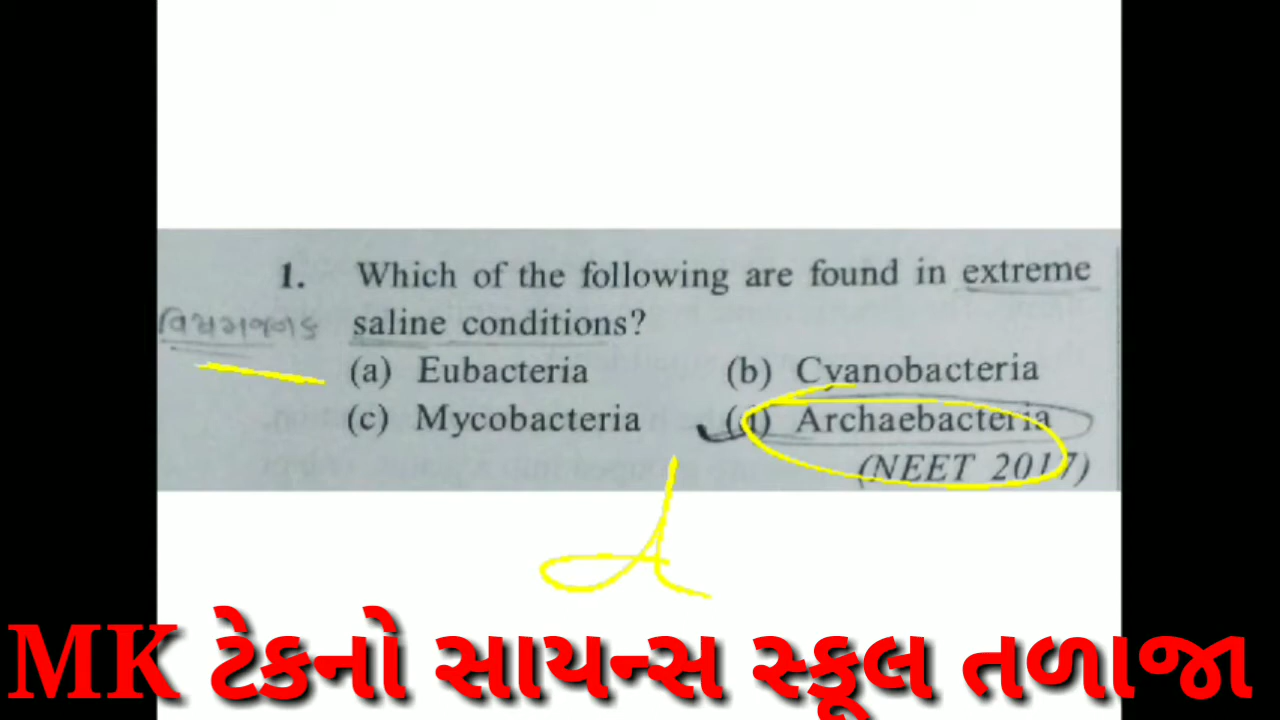 1. Which of the following are found in extreme
saline conditions?
(a) Eubacteria (b) Cyanobacteria
(c) Mycobacteria (d) Archaebacteria
(NEET 2017)
d
MK ટેકનો સાયન્સ સ્કૂલ તળાજા